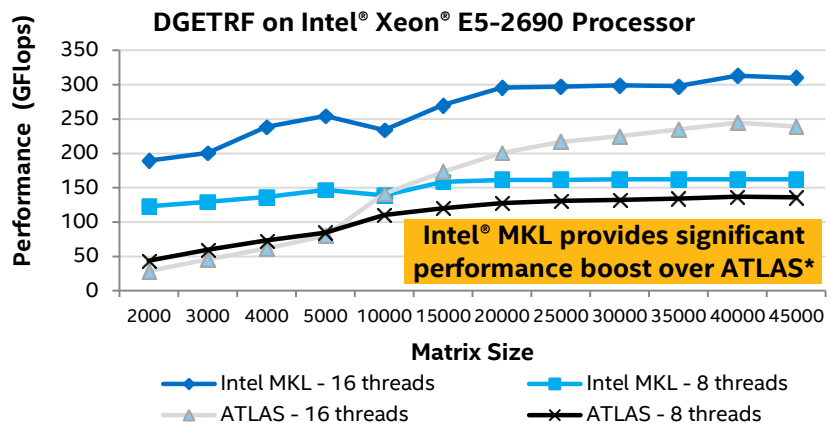 DGETRF on Intel® Xeon® E5-2690 Processor
Performance (GFlops)
350
300
250
200
150
100
50
0
Intel® MKL provides significant
performance boost over ATLAS*
2000 3000 4000 5000 10000 15000 20000 25000 30000 35000 40000 45000
Matrix Size
Intel MKL - 16 threads Intel MKL - 8 threads
ATLAS - 16 threads ATLAS - 8 threads